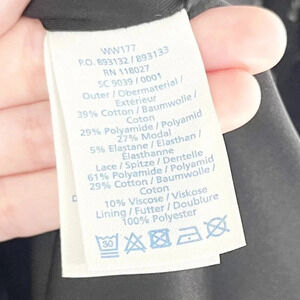 WW177
P.O. 893132 / 893133
RN 118027
SC 9039 / 0001
Outer / Obermaterial /
Extérieur
39% Cotton / Baumwolle /
Coton
29% Polyamide / Polyamid
27% Modal
5% Elastane / Elasthan /
Élasthanne
Lace / Spitze / Dentelle
61% Polyamide / Polyamid
29% Cotton / Baumwolle /
Coton
10% Viscose / Viskose
Lining / Futter / Doublure
100% Polyester
30